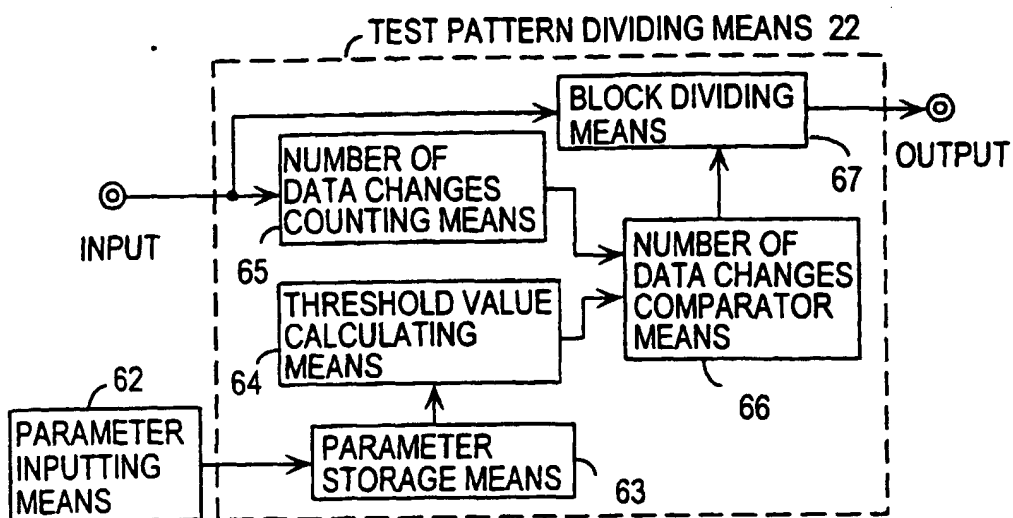 TEST PATTERN DIVIDING MEANS 22
BLOCK DIVIDING
MEANS
67
OUTPUT
INPUT
NUMBER OF
DATA CHANGES
COUNTING MEANS
65
NUMBER OF
DATA CHANGES
COMPARATOR
MEANS
66
THRESHOLD VALUE
CALCULATING
MEANS
64
62
PARAMETER
INPUTTING
MEANS
PARAMETER
STORAGE MEANS
63